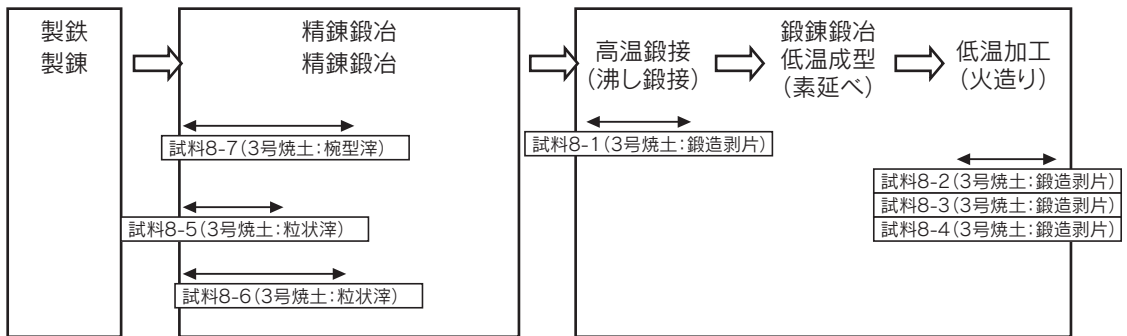 製鉄
製錬
精錬鍛冶
精錬鍛冶
高温鍛接
(沸し鍛接)
鍛錬鍛冶
低温成型
(素延べ)
低温加工
(火造り)
試料8-7(3号焼土:椀型滓)
試料8-5(3号焼土:粒状滓)
試料8-6(3号焼土:粒状滓)
試料8-1(3号焼土:鍛造剥片)
試料8-2(3号焼土:鍛造剥片)
試料8-3(3号焼土:鍛造剥片)
試料8-4(3号焼土:鍛造剥片)